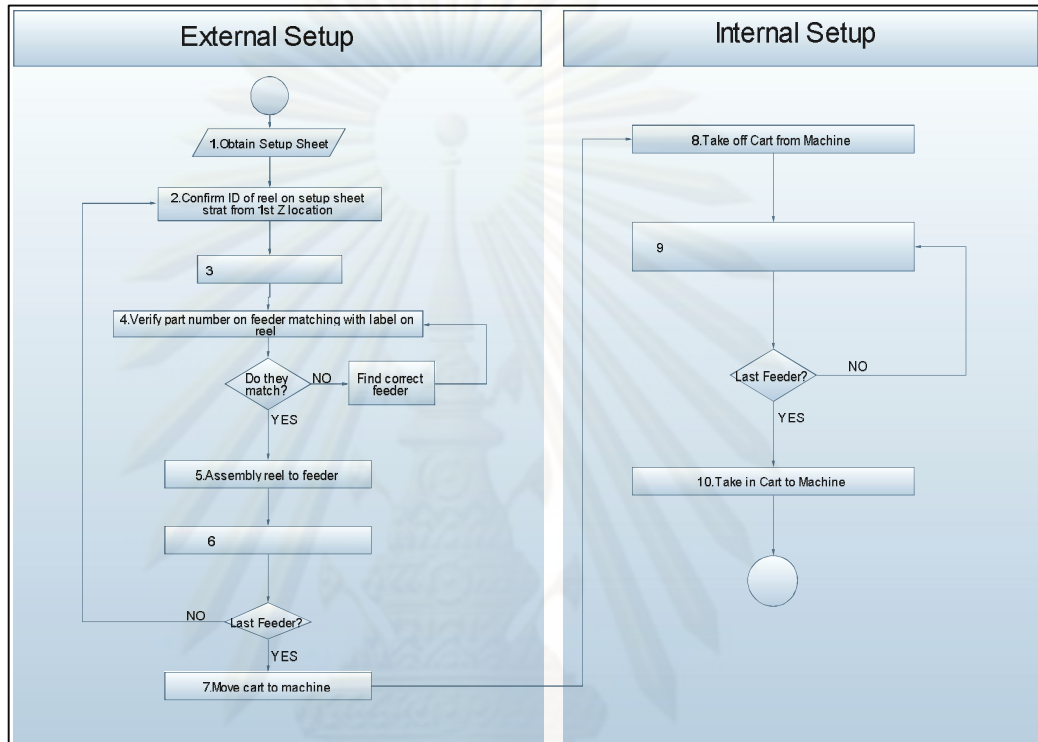 External Setup
1.Obtain Setup Sheet
2.Confirm ID of reel on setup sheet
strat from 1st Z location
3
4.Verify part number on feeder matching with label on
reel
Do they
match?
NO
Find correct
feeder
YES
5.Assembly reel to feeder
6
Last Feeder?
NO
YES
7.Move cart to machine
Internal Setup
8.Take off Cart from Machine
9
Last Feeder?
NO
YES
10.Take in Cart to Machine